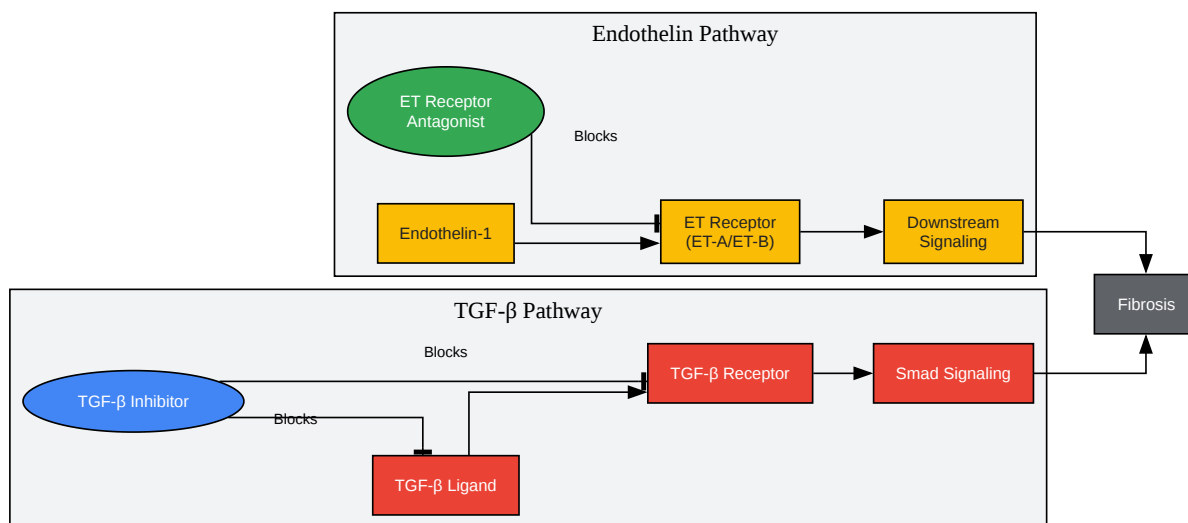 Endothelin Pathway
ET Receptor
Antagonist
Blocks
Endothelin-1
ET Receptor
(ET-A/ET-B)
Downstream
Signaling
Fibrosis
TGF-β Pathway
Blocks
TGF-β Receptor
Smad Signaling
TGF-β Inhibitor
Blocks
TGF-β Ligand